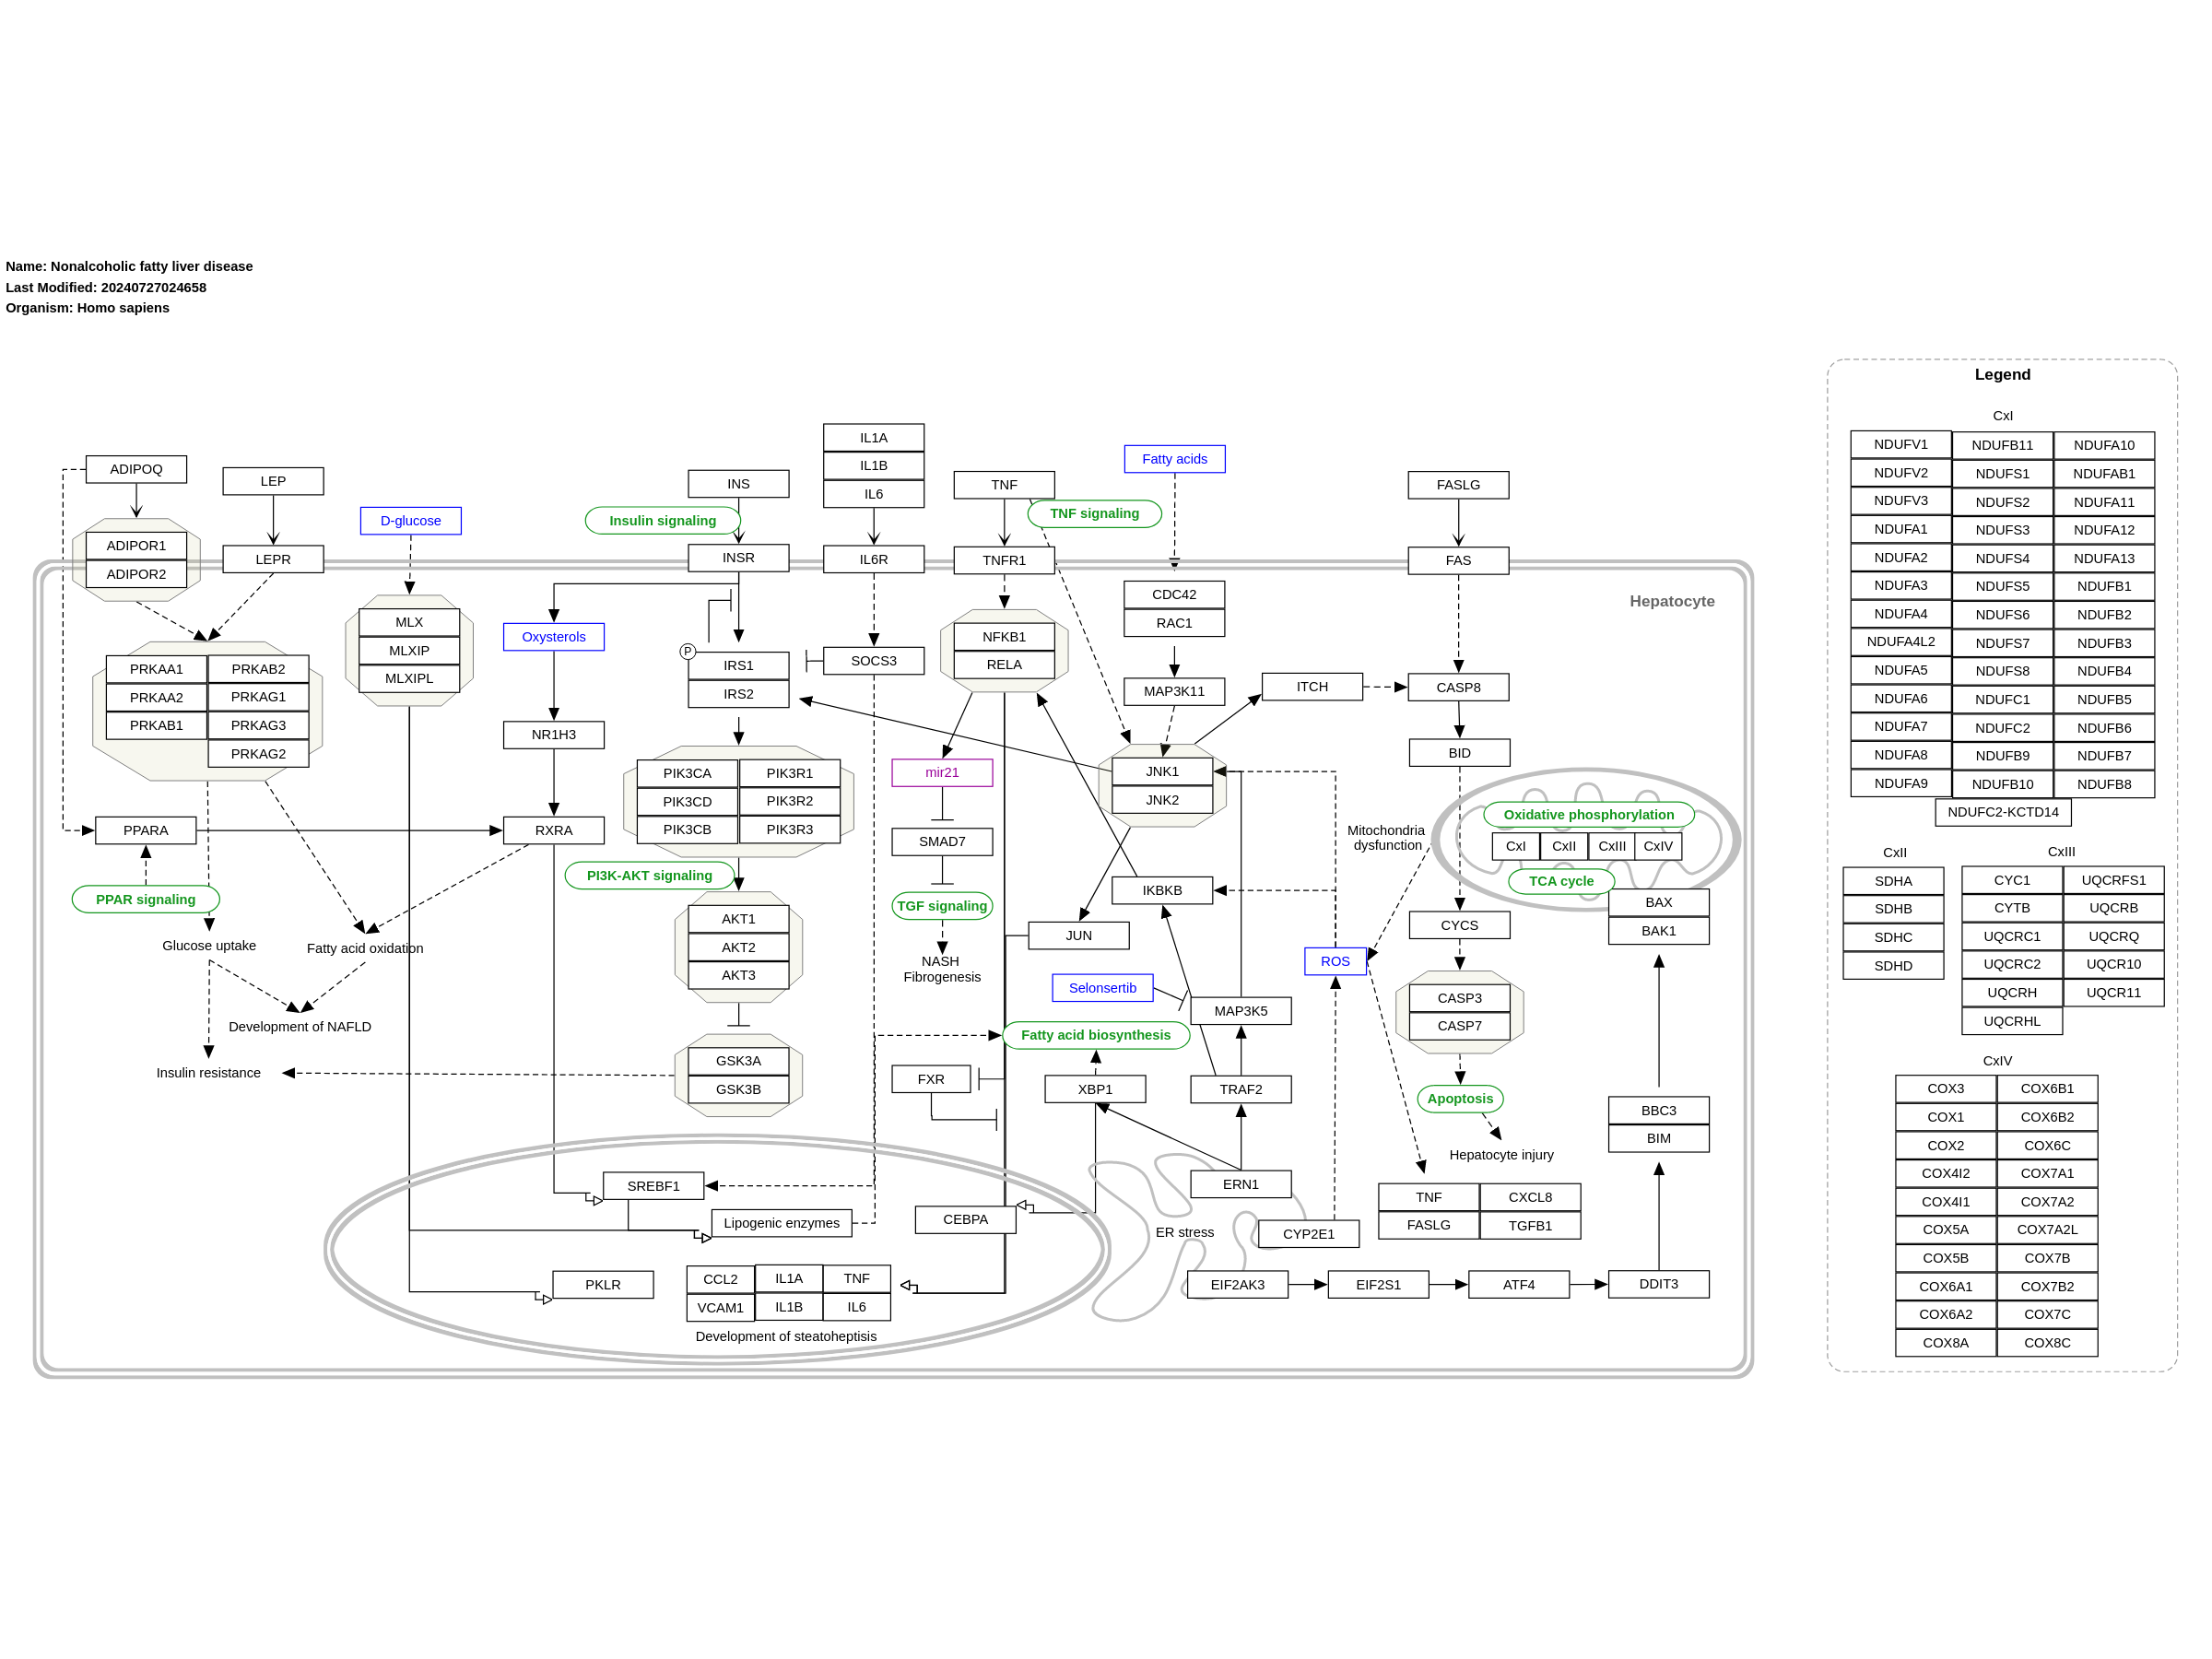 Name: Nonalcoholic fatty liver disease
Last Modified: 20240727024658
Organism: Homo sapiens
ADIPOQ
LEP
ADIPOR1
ADIPOR2
LEPR
D-glucose
Insulin signaling
INS
INSR
IL1A
IL1B
IL6
IL6R
TNF
TNF signaling
TNFR1
Fatty acids
FASLG
FAS
Hepatocyte
PRKAA1
PRKAA2
PRKAB1
PRKAB2
PRKAG1
PRKAG3
PRKAG2
MLX
MLXIP
MLXIPL
Oxysterols
NR1H3
P
IRS1
IRS2
SOCS3
NFKB1
RELA
CDC42
RAC1
MAP3K11
ITCH
CASP8
BID
PIK3CA
PIK3CD
PIK3CB
PIK3R1
PIK3R2
PIK3R3
mir21
SMAD7
TGF signaling
NASH
Fibrogenesis
JNK1
JNK2
IKBKB
JUN
Mitochondria
dysfunction
Oxidative phosphorylation
CxI
CxII
CxIII
CxIV
TCA cycle
BAX
BAK1
PPARA
PPAR signaling
RXRA
PI3K-AKT signaling
Glucose uptake
Fatty acid oxidation
Development of NAFLD
Insulin resistance
AKT1
AKT2
AKT3
GSK3A
GSK3B
Selonsertib
Fatty acid biosynthesis
FXR
XBP1
MAP3K5
TRAF2
ERN1
ROS
CYCS
CASP3
CASP7
Apoptosis
Hepatocyte injury
BBC3
BIM
SREBF1
Lipogenic enzymes
CEBPA
ER stress
CYP2E1
TNF
FASLG
CXCL8
TGFB1
PKLR
CCL2
VCAM1
IL1A
IL1B
TNF
IL6
Development of steatoheptisis
EIF2AK3
EIF2S1
ATF4
DDIT3
Legend
CxI
NDUFV1
NDUFV2
NDUFV3
NDUFA1
NDUFA2
NDUFA3
NDUFA4
NDUFA4L2
NDUFA5
NDUFA6
NDUFA7
NDUFA8
NDUFA9
NDUFB11
NDUFS1
NDUFS2
NDUFS3
NDUFS4
NDUFS5
NDUFS6
NDUFS7
NDUFS8
NDUFC1
NDUFC2
NDUFB9
NDUFB10
NDUFA10
NDUFAB1
NDUFA11
NDUFA12
NDUFA13
NDUFB1
NDUFB2
NDUFB3
NDUFB4
NDUFB5
NDUFB6
NDUFB7
NDUFB8
NDUFC2-KCTD14
CxII
SDHA
SDHB
SDHC
SDHD
CxIII
CYC1
CYTB
UQCRC1
UQCRC2
UQCRH
UQCRHL
UQCRFS1
UQCRB
UQCRQ
UQCR10
UQCR11
CxIV
COX3
COX1
COX2
COX4I2
COX4I1
COX5A
COX5B
COX6A1
COX6A2
COX8A
COX6B1
COX6B2
COX6C
COX7A1
COX7A2
COX7A2L
COX7B
COX7B2
COX7C
COX8C